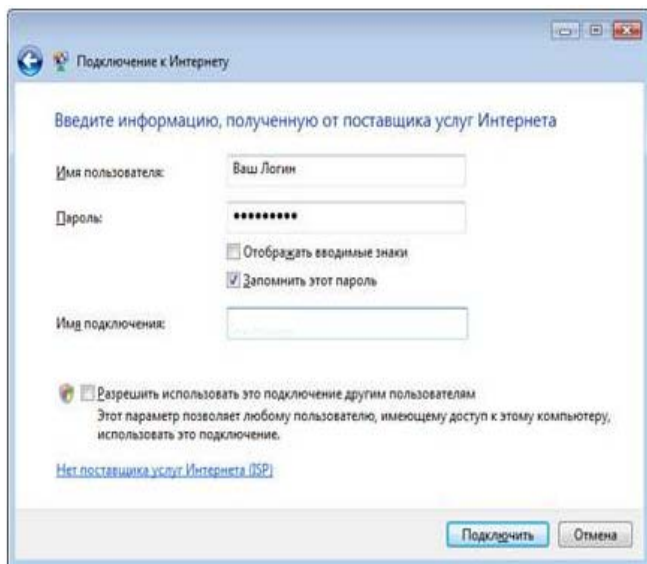 Подключение к Интернету
Введите информацию, полученную от поставщика услуг Интернета
Имя пользователя: Ваш Логин
Пароль: •••••••••
Отображать вводимые знаки
Запомнить этот пароль
Имя подключения:
Разрешить использовать это подключение другим пользователям
Этот параметр позволяет любому пользователю, имеющему доступ к этому компьютеру,
использовать это подключение.
Нет поставщика услуг Интернета (ISP)
Подключить Отмена